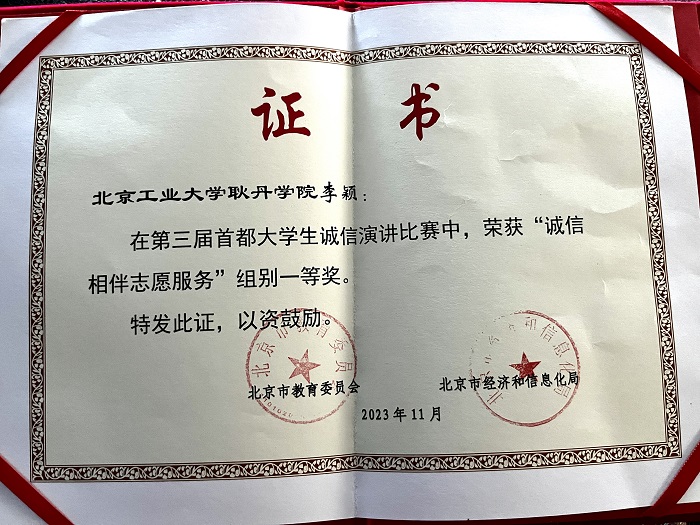 证书
北京工业大学耿丹学院李颖：
在第三届首都大学生诚信演讲比赛中，荣获“诚信
相伴志愿服务”组别一等奖。
特发此证，以资鼓励。
北京市教育委员会
北京市经济和信息化局
2023年11月